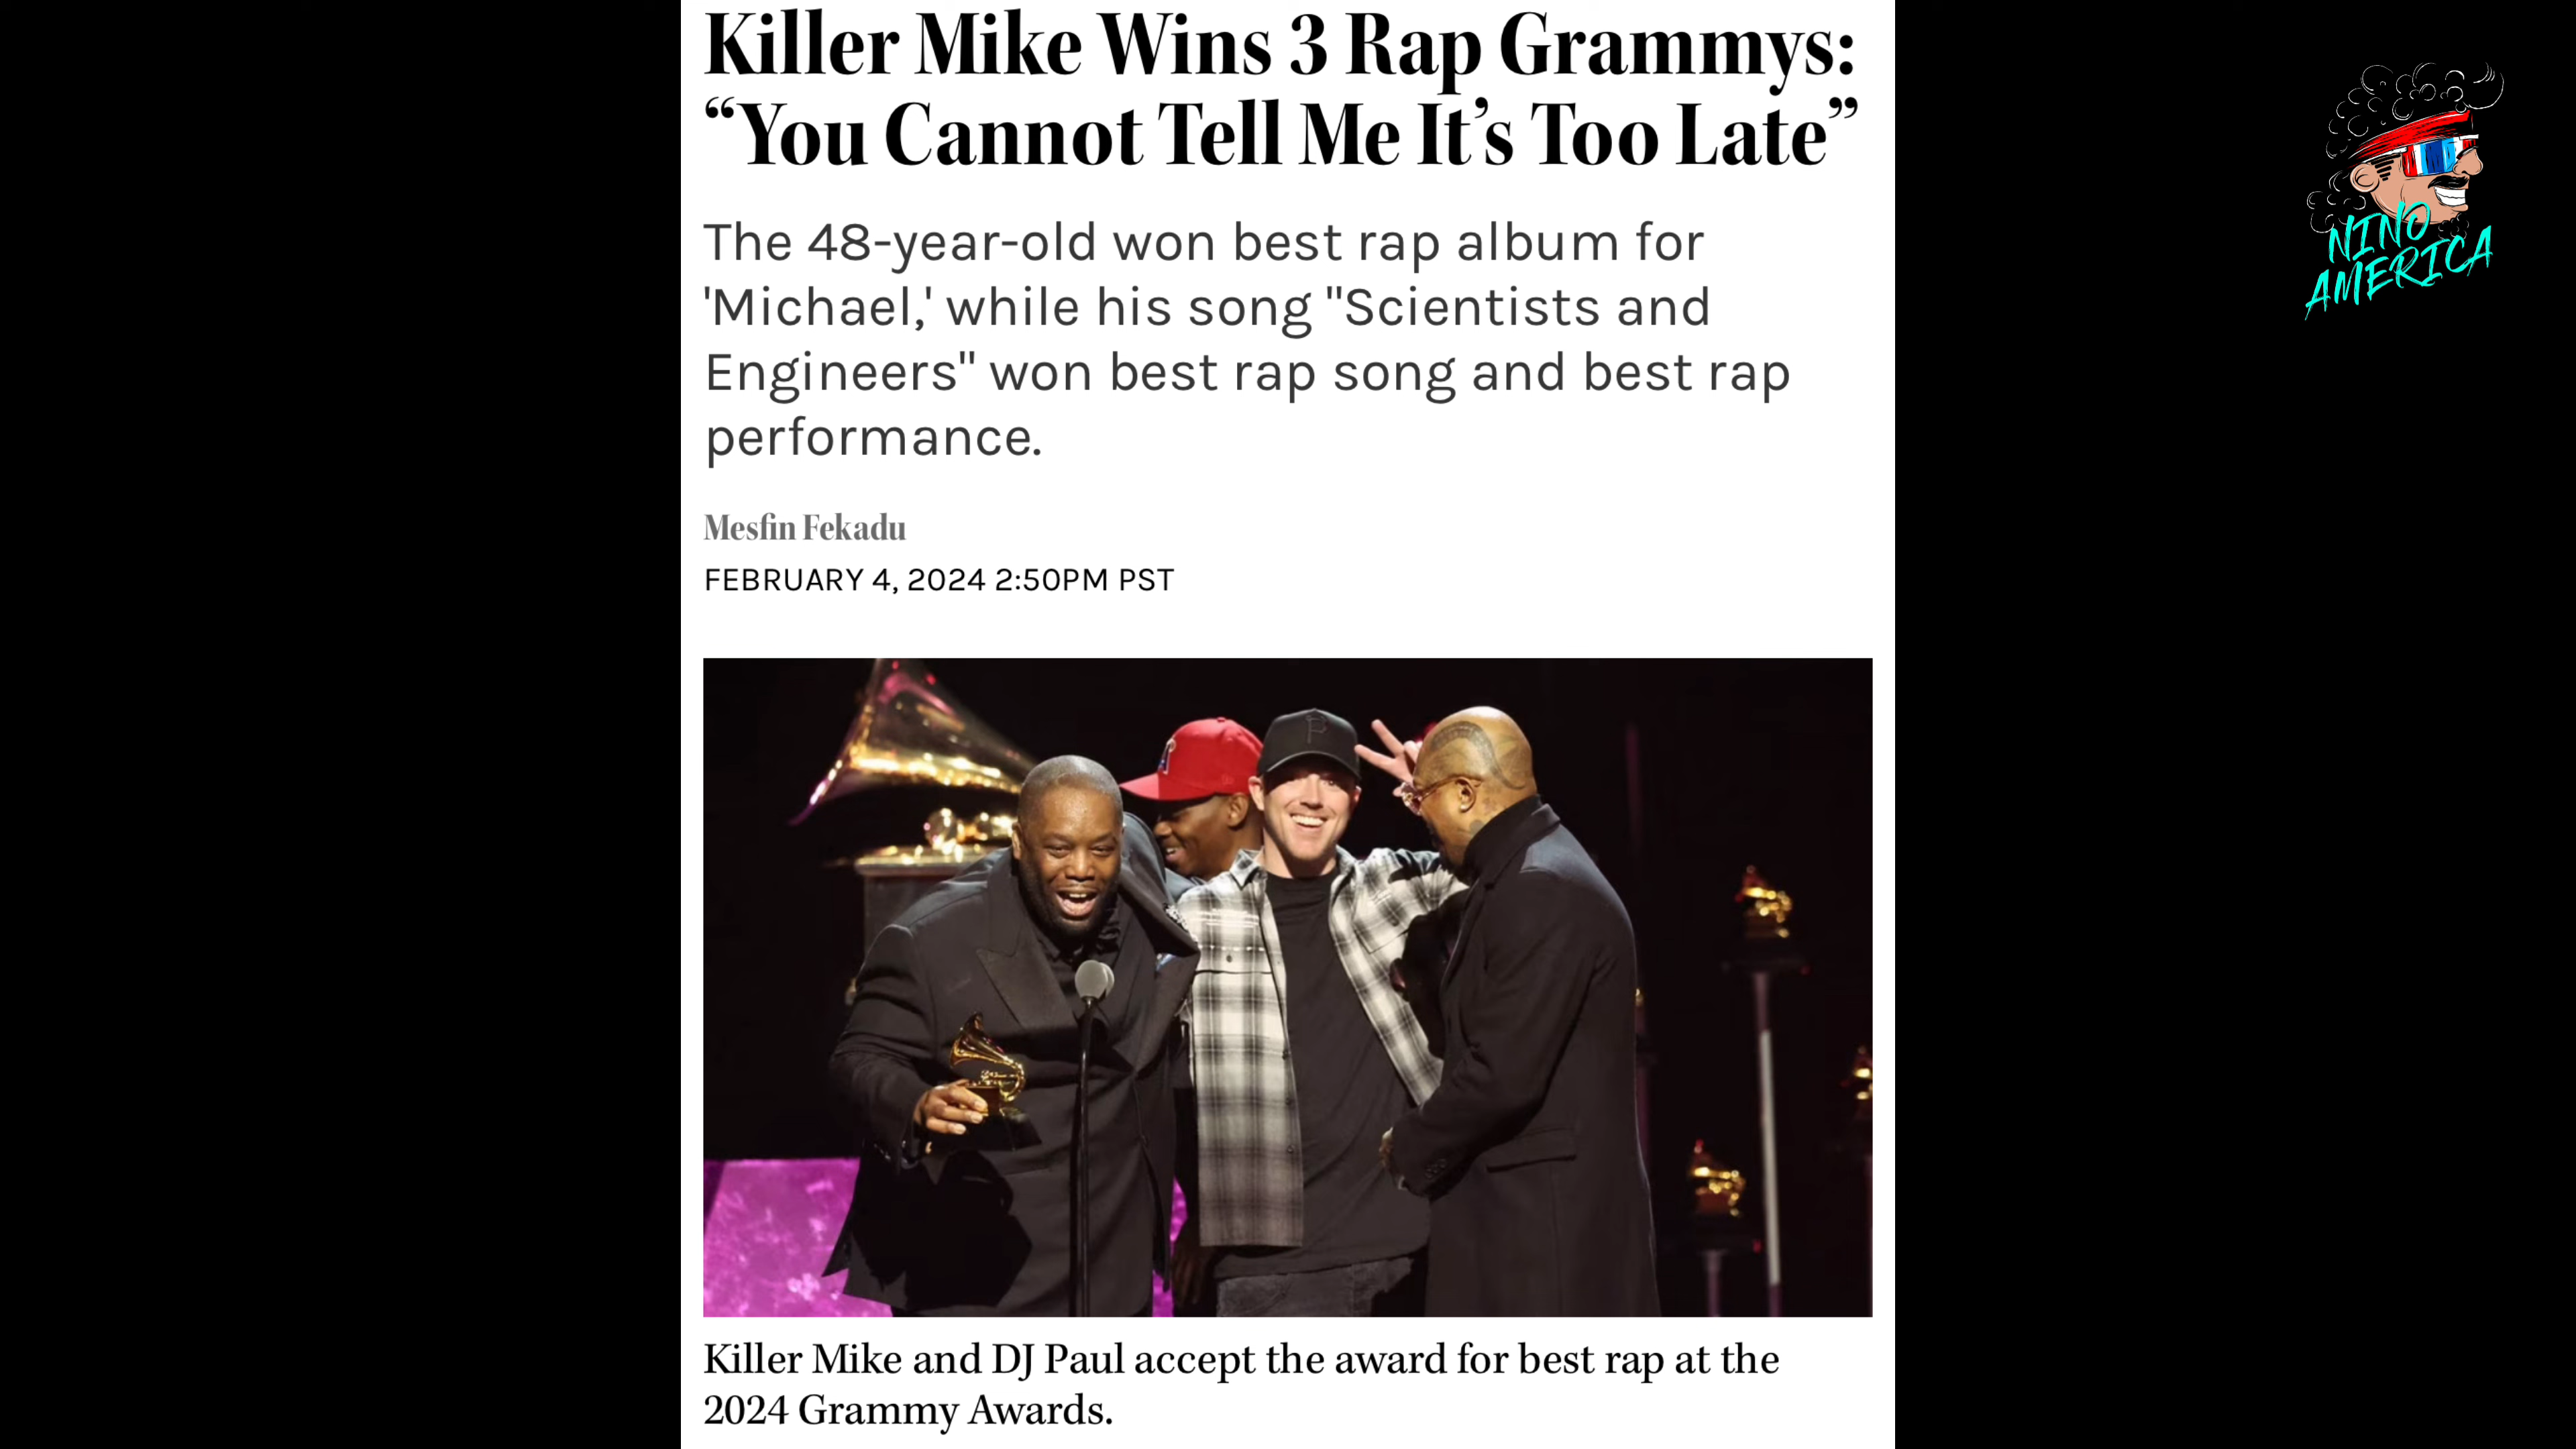 Killer Mike Wins 3 Rap Grammys:
“You Cannot Tell Me It’s Too Late”
The 48-year-old won best rap album for
'Michael,' while his song "Scientists and
Engineers" won best rap song and best rap
performance.
Mesfin Fekadu
FEBRUARY 4, 2024 2:50PM PST
P
Killer Mike and DJ Paul accept the award for best rap at the
2024 Grammy Awards.
NINO
AMERICA